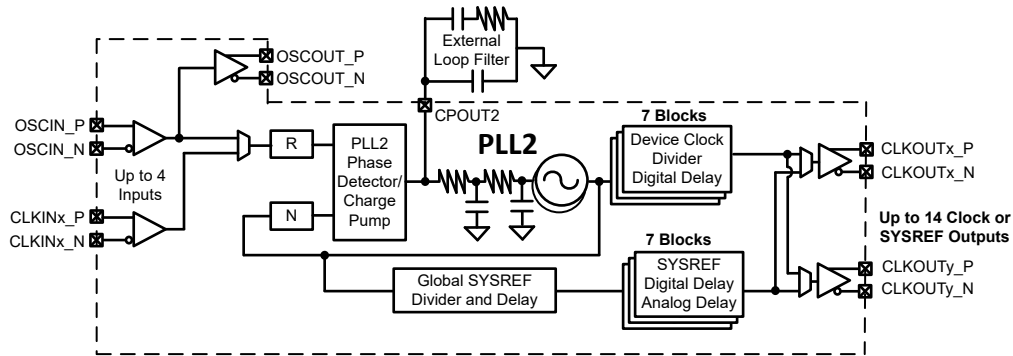 External
Loop Filter
OSCOUT_P
OSCOUT_N
CPOUT2
OSCIN_P
OSCIN_N
Up to 4
Inputs
CLKINx_P
CLKINx_N
R
N
PLL2
Phase
Detector/
Charge
Pump
PLL2
7 Blocks
Device Clock
Divider
Digital Delay
CLKOUTx_P
CLKOUTx_N
Up to 14 Clock or
SYSREF Outputs
7 Blocks
SYSREF
Digital Delay
Analog Delay
Global SYSREF
Divider and Delay
CLKOUTy_P
CLKOUTy_N